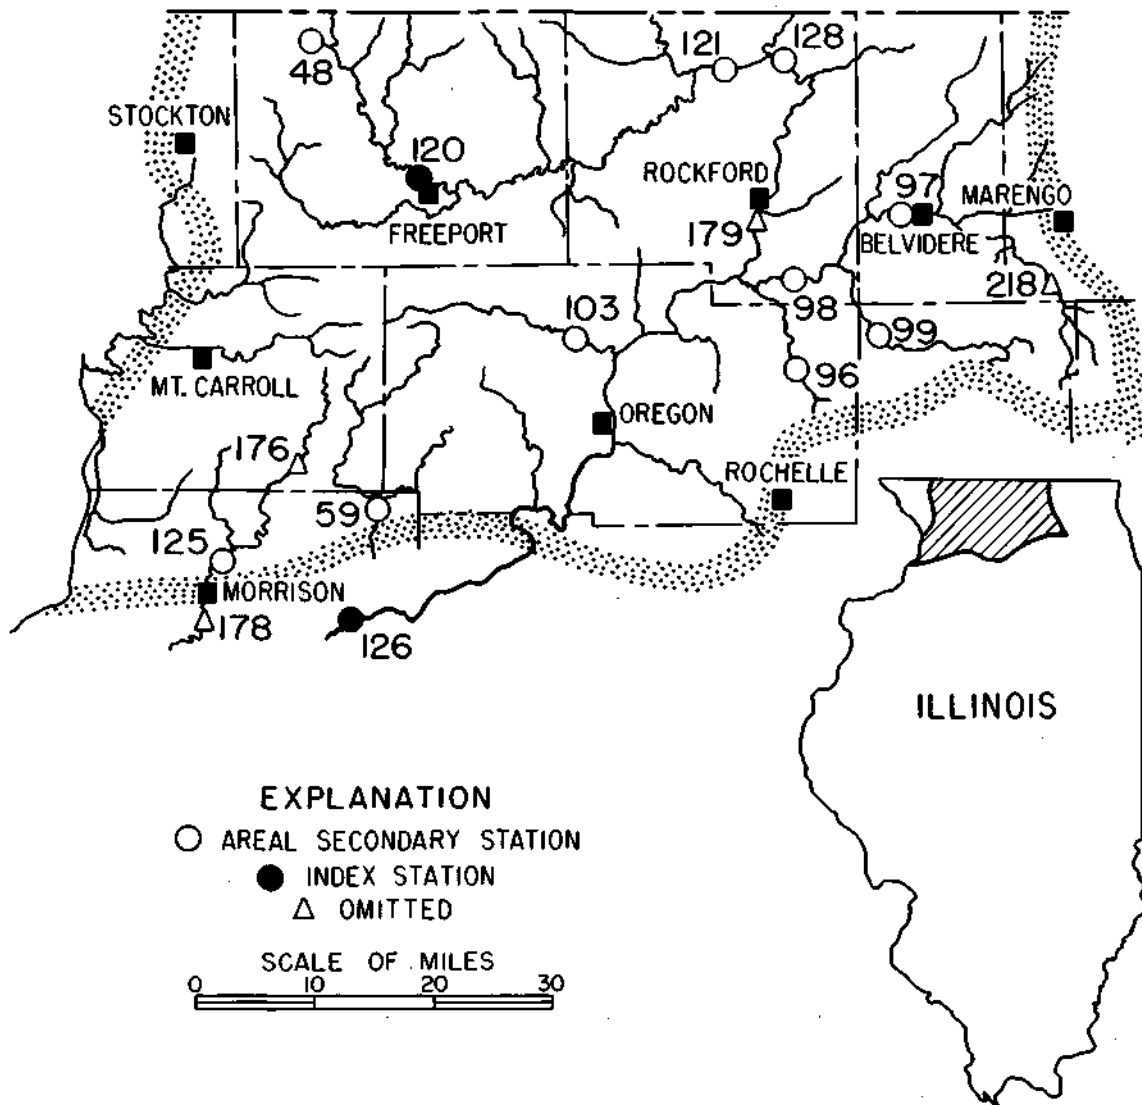 121
128
48
STOCKTON
120
ROCKFORD
97
MARENGO
FREEPORT
179
BELVIDERE
218
103
98
99
MT. CARROLL
96
OREGON
176
ROCHELLE
59
125
MORRISON
178
126
ILLINOIS
EXPLANATION
AREAL SECONDARY STATION
INDEX STATION
OMITTED
SCALE OF MILES
0 10 20 30